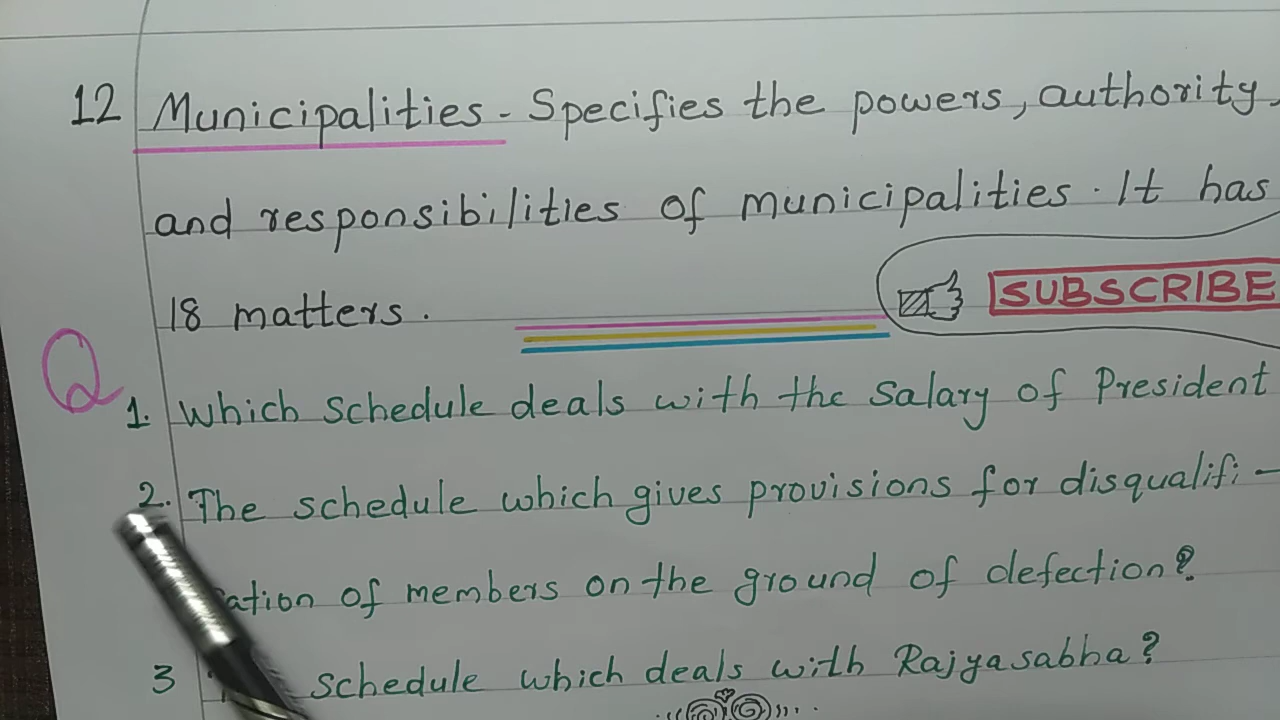 12 Municipalities - Specifies the powers, authority
and responsibilities of municipalities. It has
18 matters.
SUBSCRIBE
Q
1. Which schedule deals with the salary of President
2. The schedule which gives provisions for disqualifi-
ation of members on the ground of defection?
3 schedule which deals with Rajyasabha?